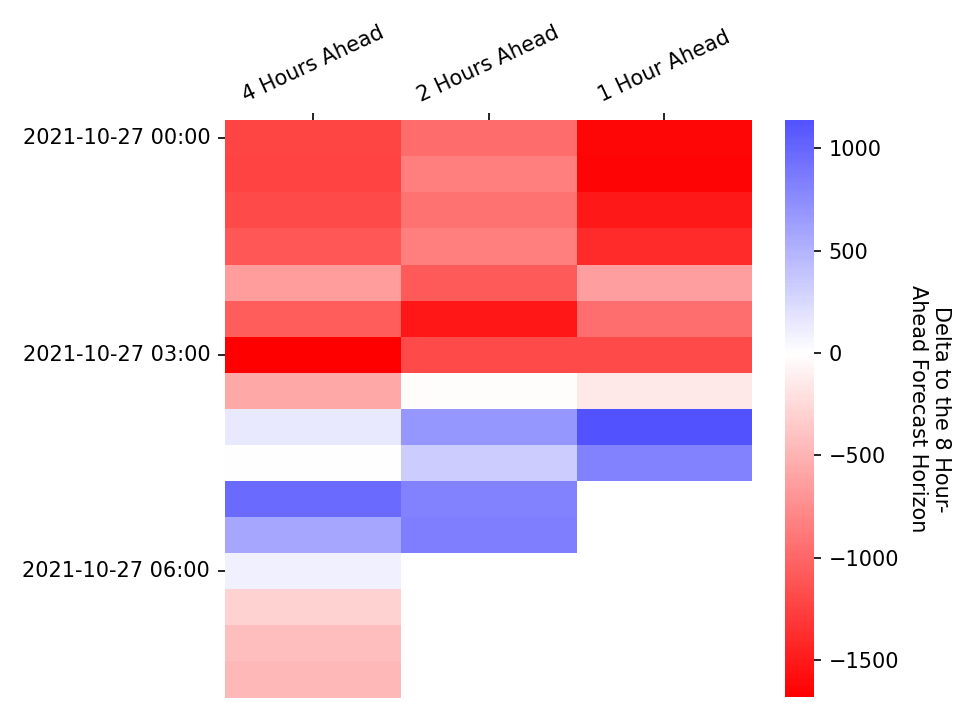 4 Hours Ahead
2 Hours Ahead
1 Hour Ahead
2021-10-27 00:00
2021-10-27 03:00
2021-10-27 06:00
1000
500
0
−500
−1000
−1500
Delta to the 8 Hour-
Ahead Forecast Horizon